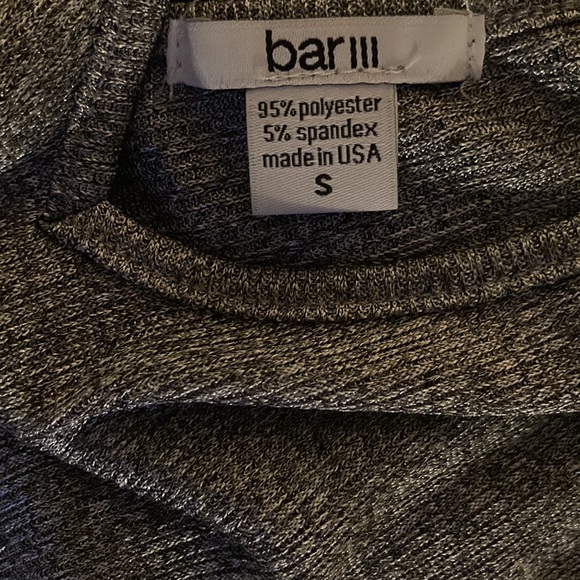 bar III
95% polyester
5% spandex
made in USA
S